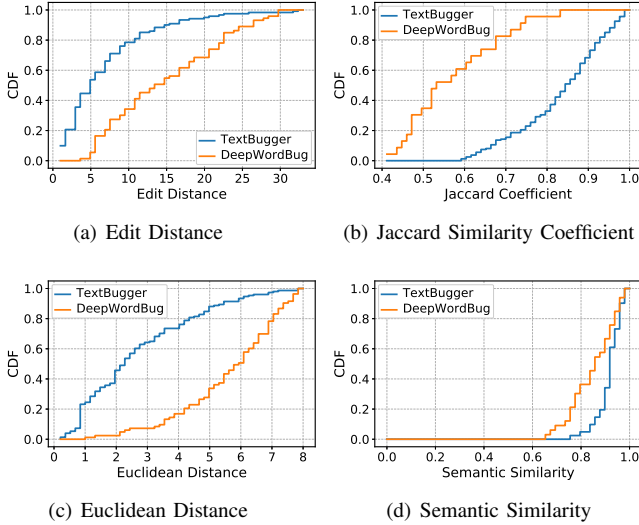 1.0
0.8
0.6
0.4
0.2
0.0
CDF
TextBugger
DeepWordBug
0 5 10 15 20 25 30
Edit Distance
(a) Edit Distance
1.0
0.8
0.6
0.4
0.2
0.0
CDF
TextBugger
DeepWordBug
0.4 0.5 0.6 0.7 0.8 0.9 1.0
Jaccard Coefficient
(b) Jaccard Similarity Coefficient
1.0
0.8
0.6
0.4
0.2
0.0
CDF
TextBugger
DeepWordBug
0 1 2 3 4 5 6 7 8
Euclidean Distance
(c) Euclidean Distance
1.0
0.8
0.6
0.4
0.2
0.0
CDF
TextBugger
DeepWordBug
0.0 0.2 0.4 0.6 0.8 1.0
Semantic Similarity
(d) Semantic Similarity